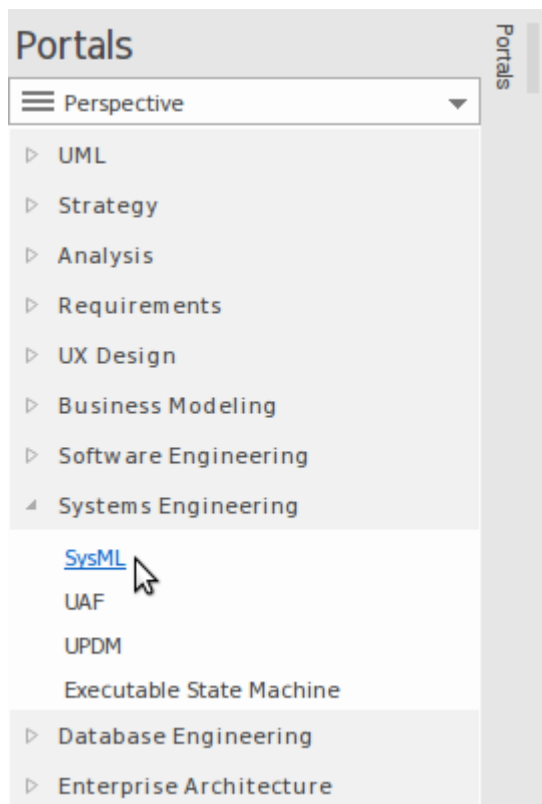 Portals
Portals
Perspective
UML
Strategy
Analysis
Requirements
UX Design
Business Modeling
Software Engineering
Systems Engineering
SysML
UAF
UPDM
Executable State Machine
Database Engineering
Enterprise Architecture